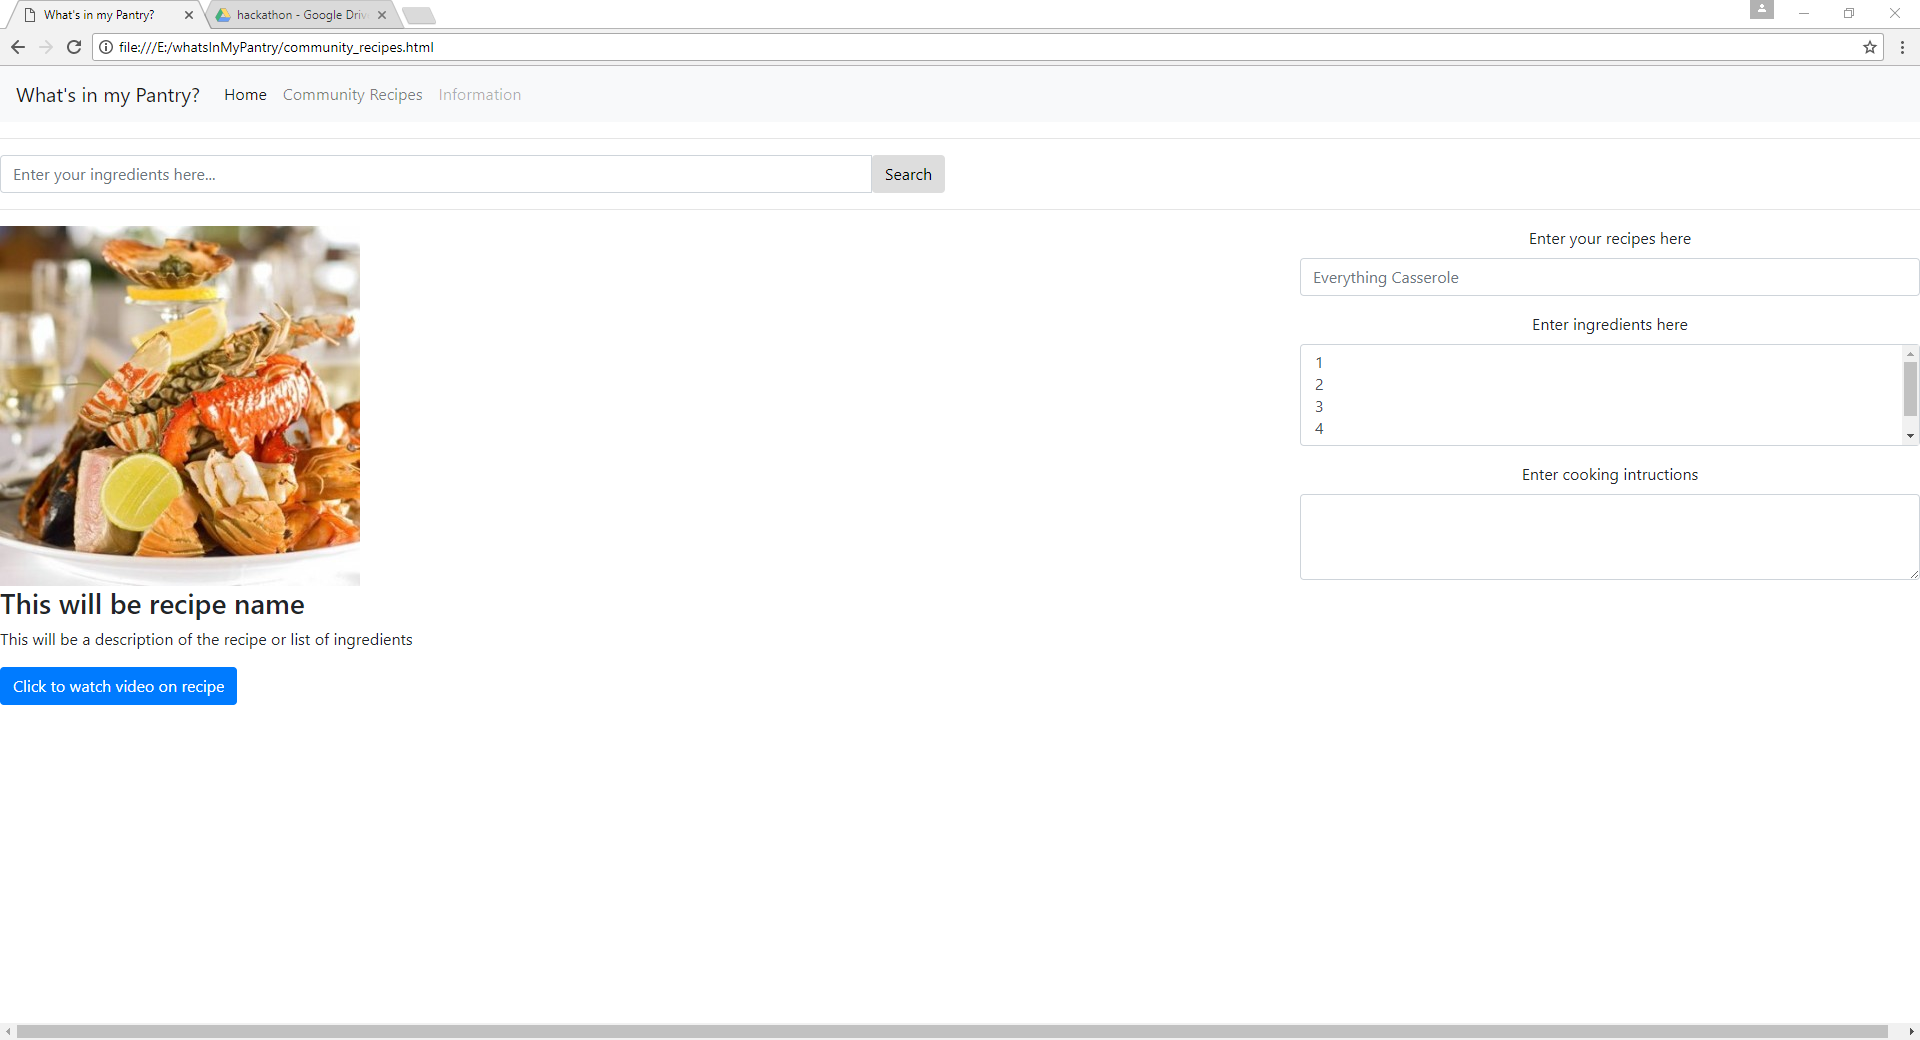 What's in my Pantry?
hackathon - Google Driv
file:///E:/whatsInMyPantry/community_recipes.html
What's in my Pantry? Home Community Recipes Information
Enter your ingredients here... Search
Enter your recipes here
Everything Casserole
Enter ingredients here
1
2
3
4
Enter cooking intructions
This will be recipe name
This will be a description of the recipe or list of ingredients
Click to watch video on recipe